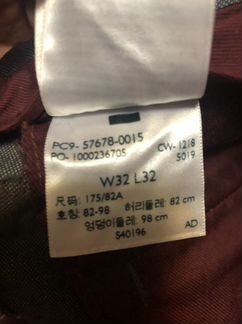 PC9- 57678-0015
PO- 1000236705
CW- 1218
5019
W32 L32
尺码: 175/82A
호칭: 82-98 허리둘레: 82 cm
엉덩이둘레: 98 cm
S40196
AD